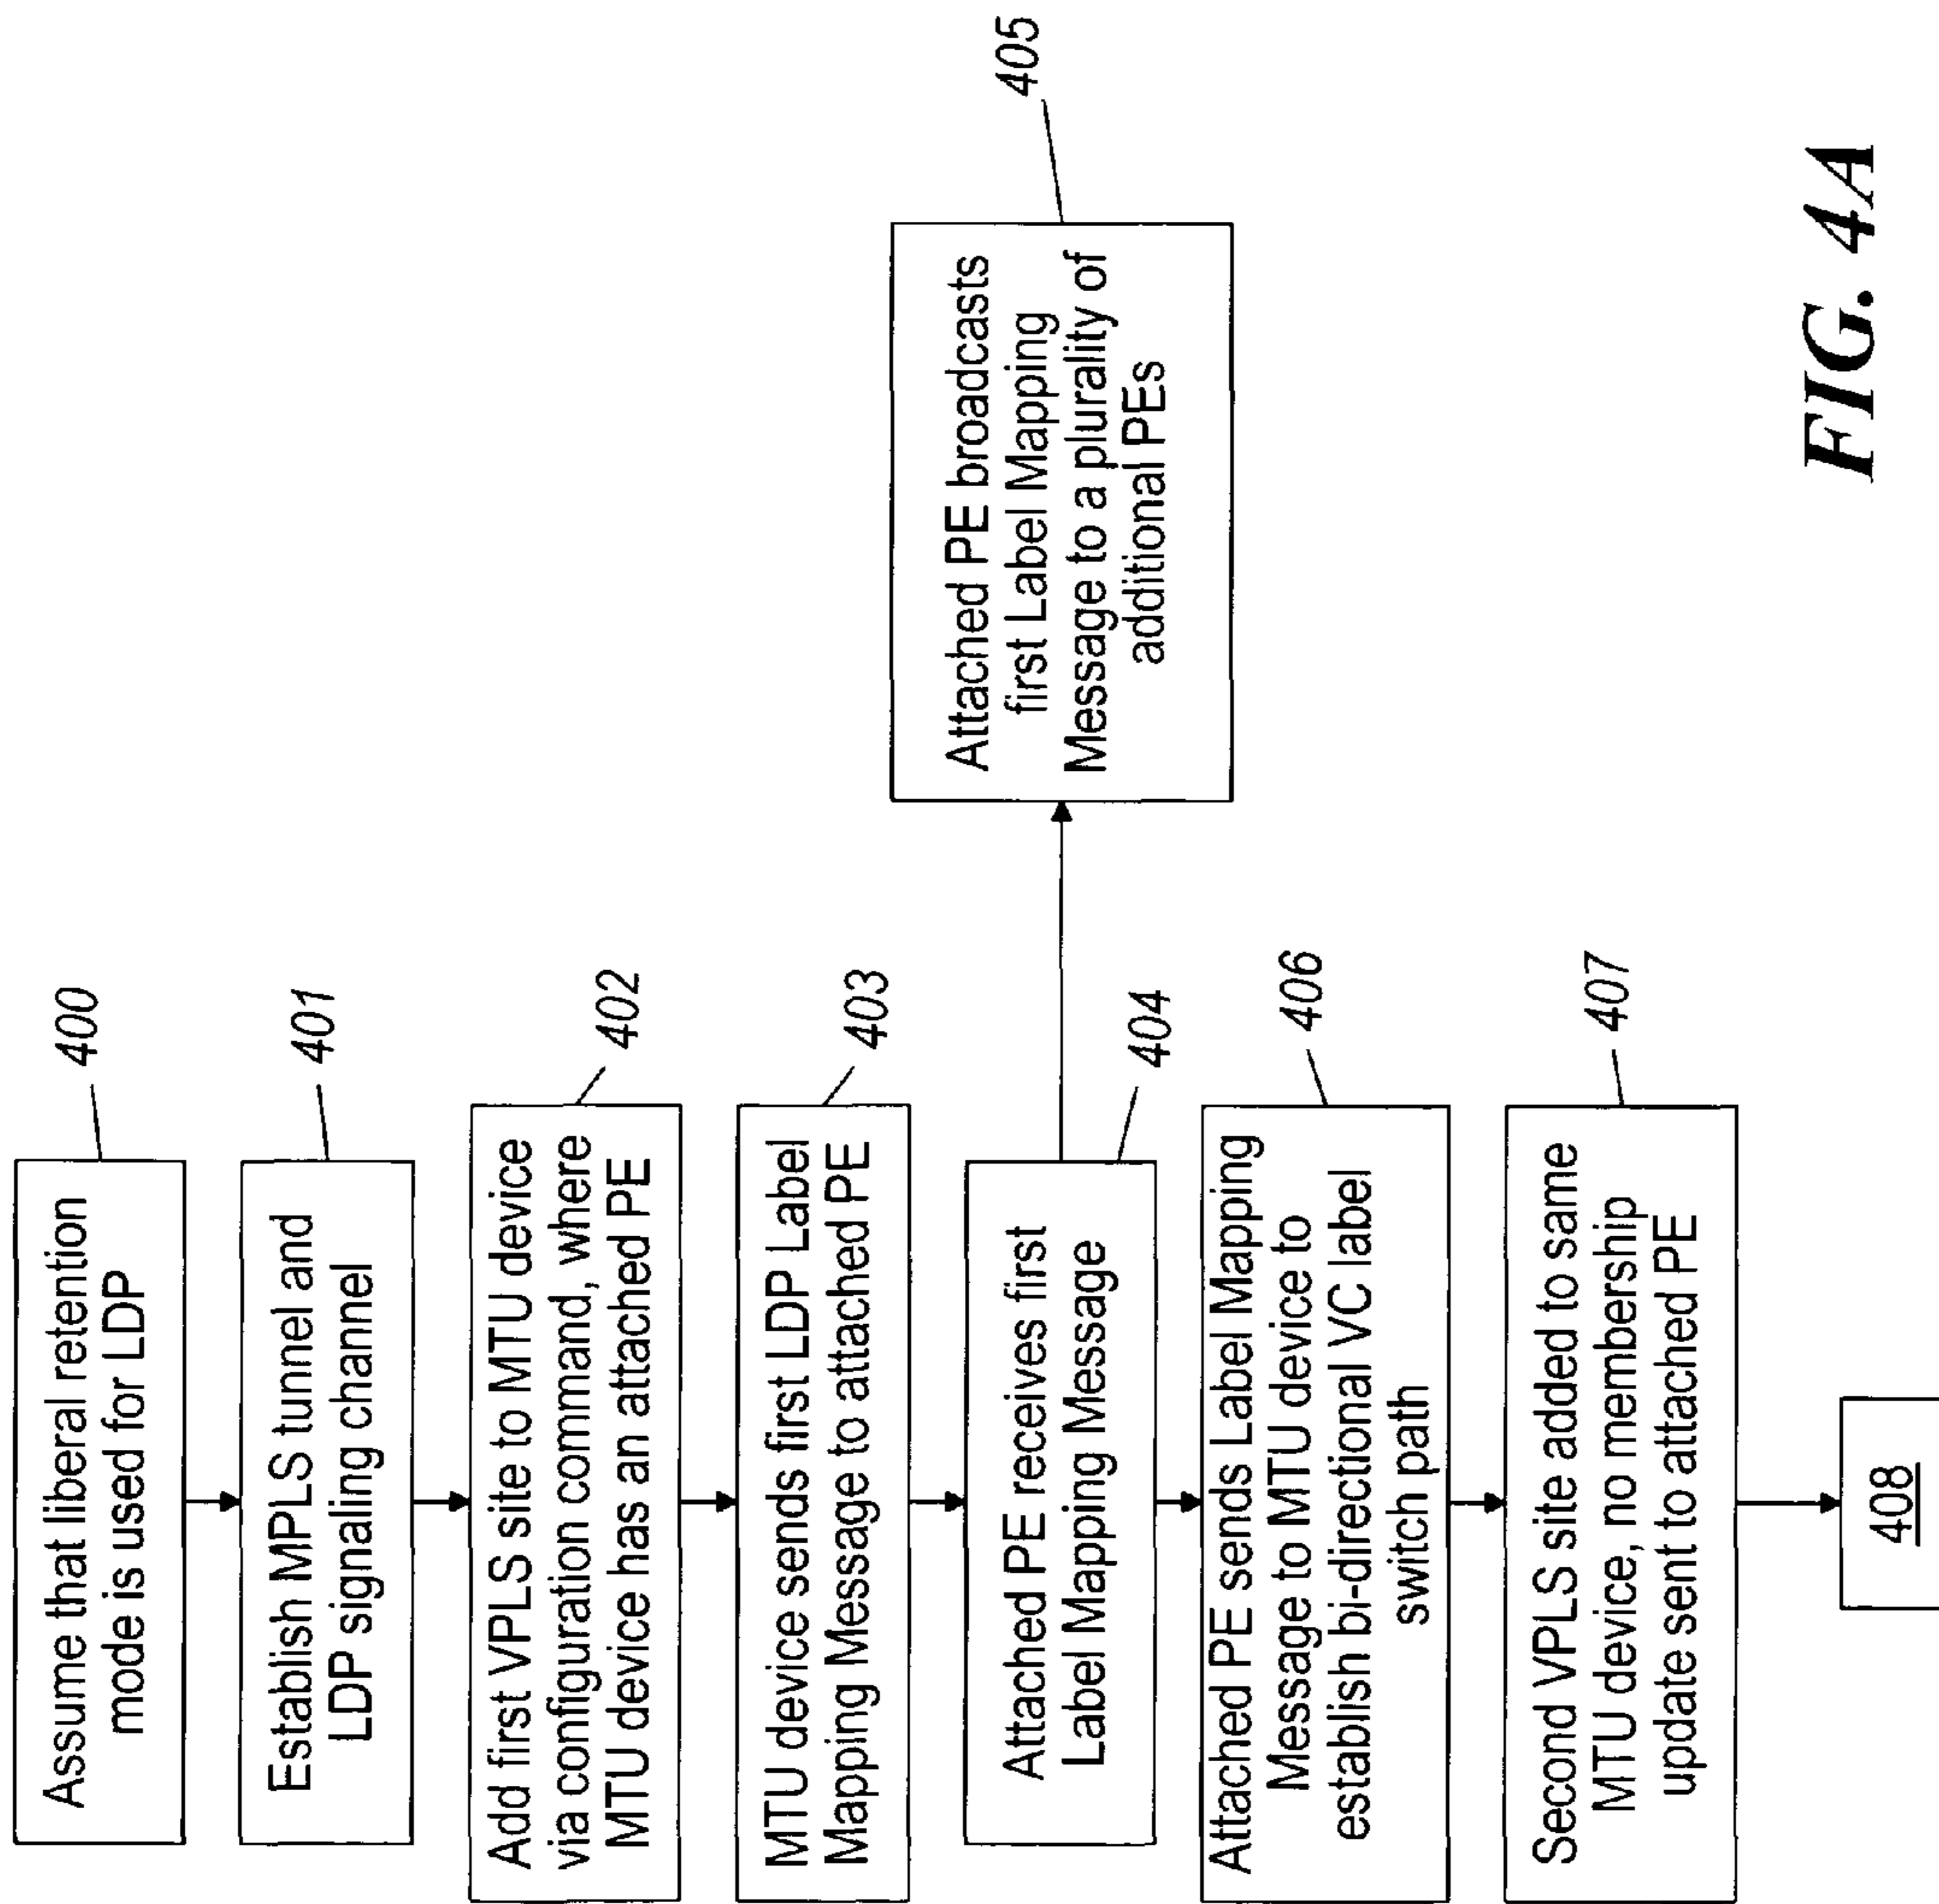 Assume that liberal retention
mode is used for LDP
400
Establish MPLS tunnel and
LDP signaling channel
401
Add first VPLS site to MTU device
via configuration command, where
MTU device has an attached PE
402
MTU device sends first LDP Label
Mapping Message to attached PE
403
Attached PE receives first
Label Mapping Message
404
Attached PE broadcasts
first Label Mapping
Message to a plurality of
additional PEs
405
Attached PE sends Label Mapping
Message to MTU device to
establish bi-directional VC label
switch path
406
Second VPLS site added to same
MTU device, no membership
update sent to attached PE
407
408
FIG. 4A